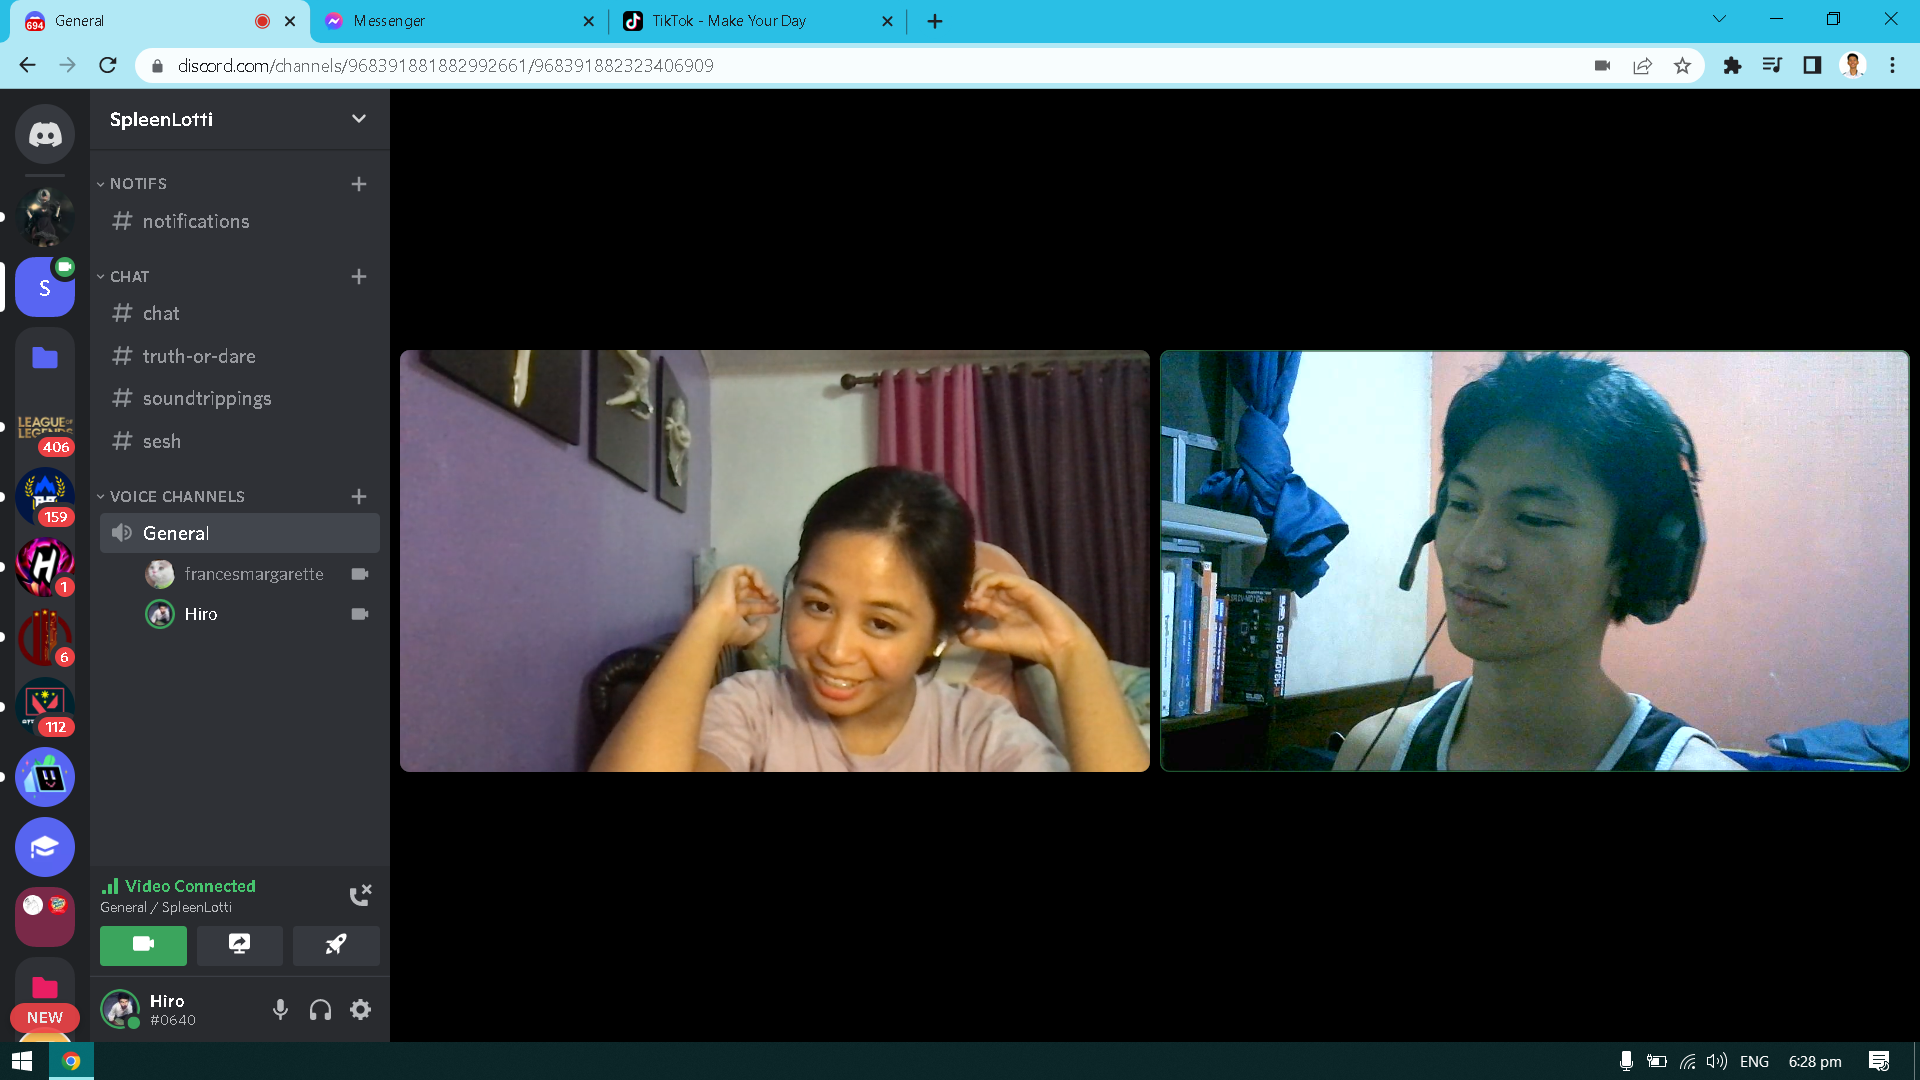 694
General
Messenger
TikTok - Make Your Day
discord.com/channels/968391881882992661/968391882323406909
SpleenLotti
NOTIFS
notifications
S
CHAT
chat
truth-or-dare
soundtrippings
LEAGUE OF
LEGENDS
406
sesh
VOICE CHANNELS
159
General
H
1
francesmargarette
Hiro
6
112
Video Connected
General / SpleenLotti
Hiro
#0640
NEW
ENG
6:28 pm